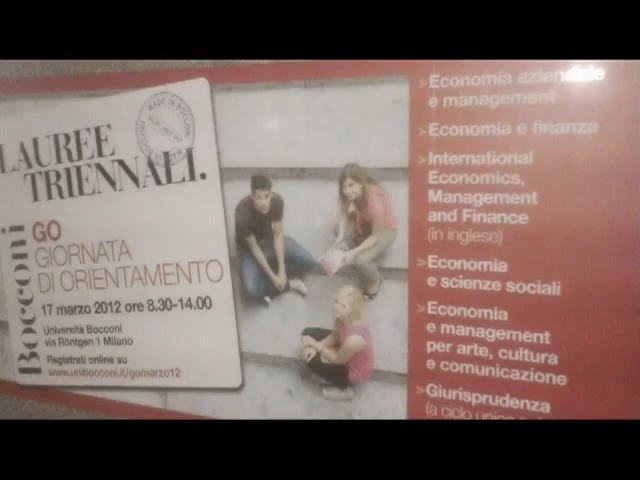 LAUREE
TRIENNALI.
MADE IN BOCCONI
Bocconi
GO
GIORNATA
DI ORIENTAMENTO
17 marzo 2012 ore 8.30-14.00
Università Bocconi
via Röntgen 1 Milano
Registrati online su
www.unibocconi.it/gomarzo12
>Economia aziendale
e management
>Economia e finanza
>International
Economics,
Management
and Finance
(in inglese)
>Economia
e scienze sociali
>Economia
e management
per arte, cultura
e comunicazione
>Giurisprudenza
(a ciclo unico